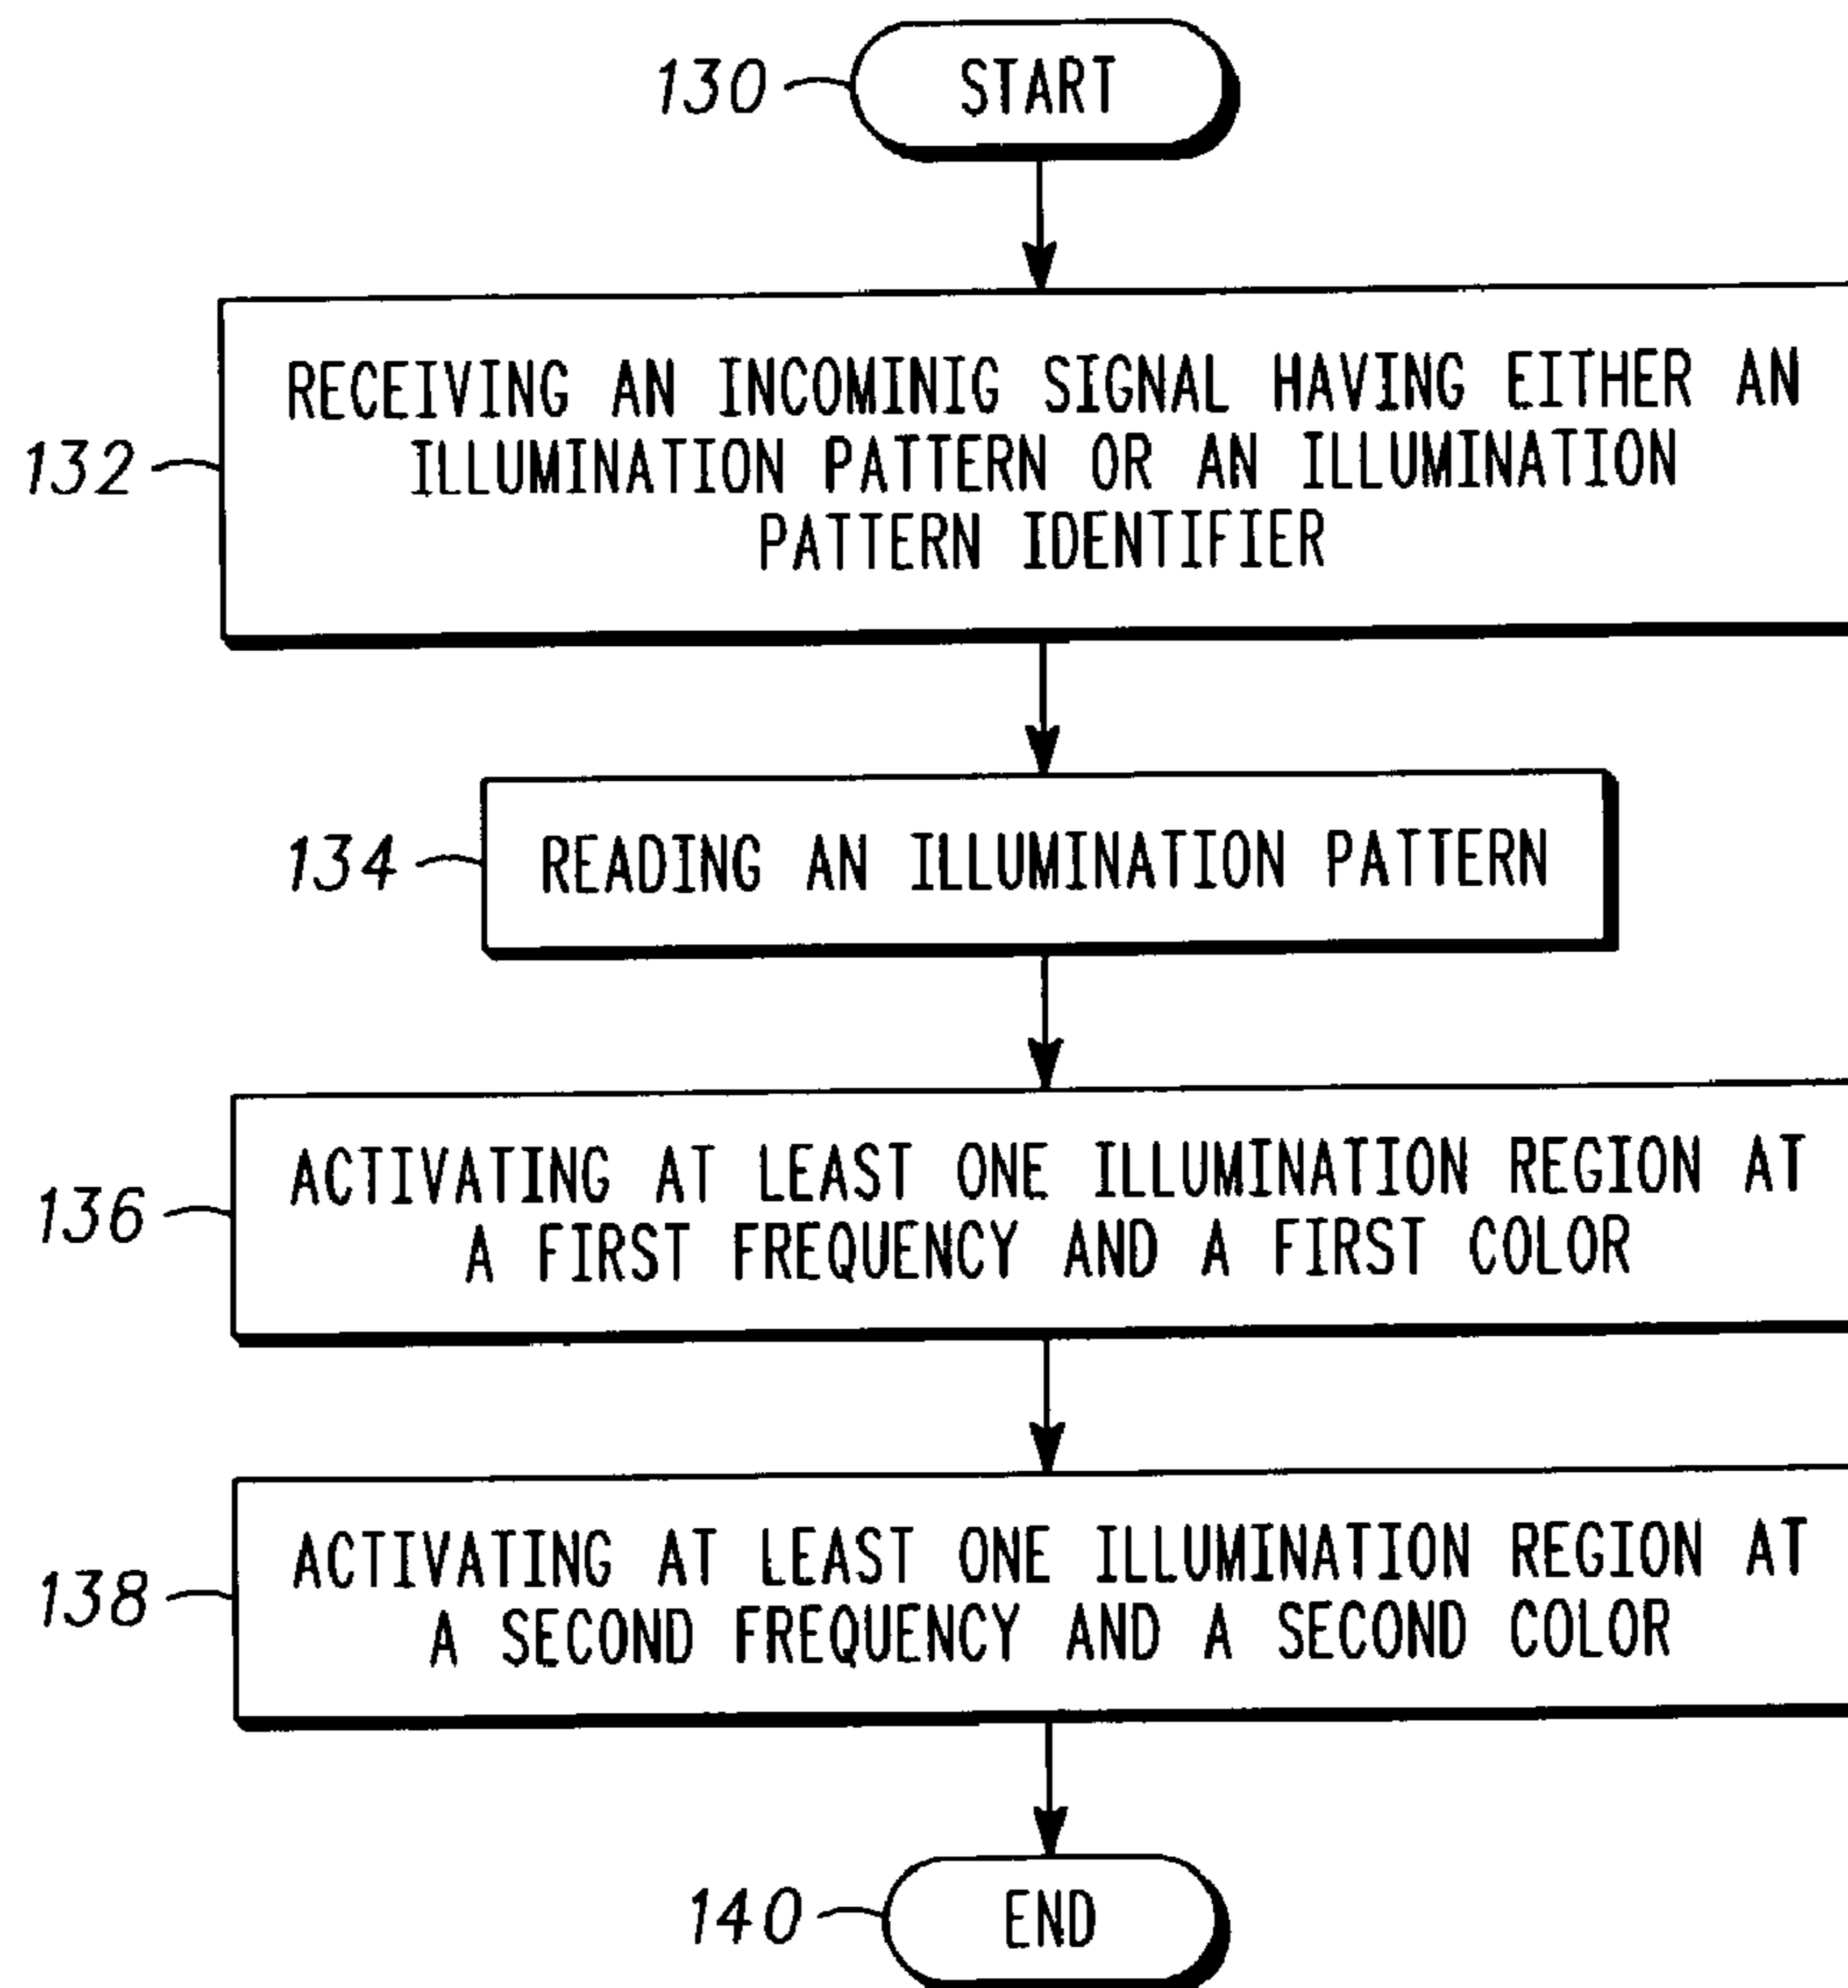 130 START
RECEIVING AN INCOMINIG SIGNAL HAVING EITHER AN
132 ILLUMINATION PATTERN OR AN ILLUMINATION
PATTERN IDENTIFIER
134 READING AN ILLUMINATION PATTERN
ACTIVATING AT LEAST ONE ILLUMINATION REGION AT
136 A FIRST FREQUENCY AND A FIRST COLOR
ACTIVATING AT LEAST ONE ILLUMINATION REGION AT
138 A SECOND FREQUENCY AND A SECOND COLOR
140 END